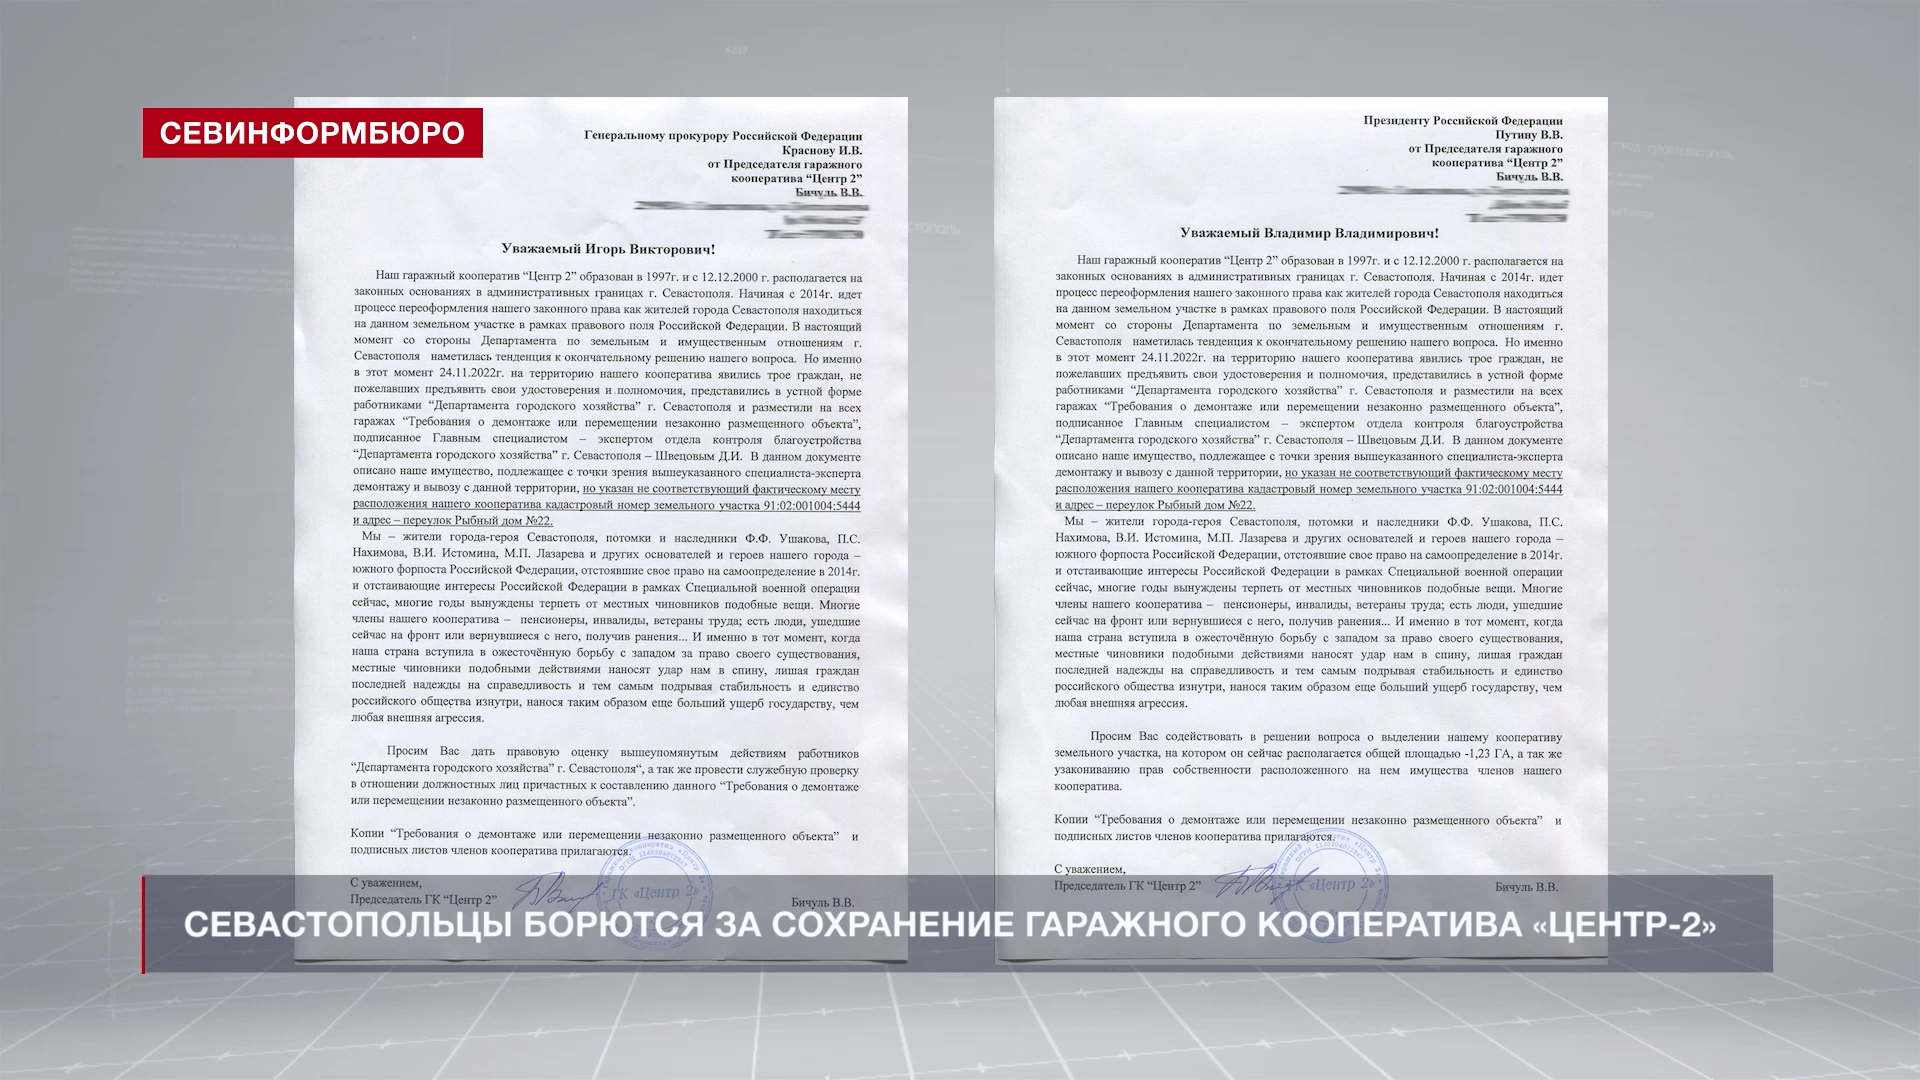 СЕВИНФОРМБЮРО
Генеральному прокурору Российской Федерации
Краснову И.В.
от Председателя гаражного
кооператива “Центр 2”
Бичуль В.В.
Уважаемый Игорь Викторович!
Наш гаражный кооператив “Центр 2” образован в 1997г. и с 12.12.2000 г. располагается на
законных основаниях в административных границах г. Севастополя. Начиная с 2014г. идет
процесс переоформления нашего законного права как жителей города Севастополя находиться
на данном земельном участке в рамках правового поля Российской Федерации. В настоящий
момент со стороны Департамента по земельным и имущественным отношениям г.
Севастополя наметилась тенденция к окончательному решению нашего вопроса. Но именно
в этот момент 24.11.2022г. на территорию нашего кооператива явились трое граждан, не
пожелавших предъявить свои удостоверения и полномочия, представились в устной форме
работниками “Департамента городского хозяйства” г. Севастополя и разместили на всех
гаражах “Требования о демонтаже или перемещении незаконно размещенного объекта”,
подписанное Главным специалистом – экспертом отдела контроля благоустройства
“Департамента городского хозяйства” г. Севастополя – Швецовым Д.И. В данном документе
описано наше имущество, подлежащее с точки зрения вышеуказанного специалиста-эксперта
демонтажу и вывозу с данной территории, но указан не соответствующий фактическому месту
расположения нашего кооператива кадастровый номер земельного участка 91:02:001004:5444
и адрес – переулок Рыбный дом №22.
Мы – жители города-героя Севастополя, потомки и наследники Ф.Ф. Ушакова, П.С.
Нахимова, В.И. Истомина, М.П. Лазарева и других основателей и героев нашего города –
южного форпоста Российской Федерации, отстоявшие свое право на самоопределение в 2014г.
и отстаивающие интересы Российской Федерации в рамках Специальной военной операции
сейчас, многие годы вынуждены терпеть от местных чиновников подобные вещи. Многие
члены нашего кооператива – пенсионеры, инвалиды, ветераны труда; есть люди, ушедшие
сейчас на фронт или вернувшиеся с него, получив ранения... И именно в тот момент, когда
наша страна вступила в ожесточённую борьбу с западом за право своего существования,
местные чиновники подобными действиями наносят удар нам в спину, лишая граждан
последней надежды на справедливость и тем самым подрывая стабильность и единство
российского общества изнутри, нанося таким образом еще больший ущерб государству, чем
любая внешняя агрессия.
Просим Вас дать правовую оценку вышеупомянутым действиям работников
“Департамента городского хозяйства” г. Севастополя“, а так же провести служебную проверку
в отношении должностных лиц причастных к составлению данного “Требования о демонтаже
или перемещении незаконно размещенного объекта”.
Копии “Требования о демонтаже или перемещении незаконно размещенного объекта” и
подписных листов членов кооператива прилагаются.
С уважением,
Председатель ГК “Центр 2”
Бичуль В.В.
ГК «Центр 2»
Президенту Российской Федерации
Путину В.В.
от Председателя гаражного
кооператива “Центр 2”
Бичуль В.В.
Уважаемый Владимир Владимирович!
Наш гаражный кооператив “Центр 2” образован в 1997г. и с 12.12.2000 г. располагается на
законных основаниях в административных границах г. Севастополя. Начиная с 2014г. идет
процесс переоформления нашего законного права как жителей города Севастополя находиться
на данном земельном участке в рамках правового поля Российской Федерации. В настоящий
момент со стороны Департамента по земельным и имущественным отношениям г.
Севастополя наметилась тенденция к окончательному решению нашего вопроса. Но именно
в этот момент 24.11.2022г. на территорию нашего кооператива явились трое граждан, не
пожелавших предъявить свои удостоверения и полномочия, представились в устной форме
работниками “Департамента городского хозяйства” г. Севастополя и разместили на всех
гаражах “Требования о демонтаже или перемещении незаконно размещенного объекта”,
подписанное Главным специалистом – экспертом отдела контроля благоустройства
“Департамента городского хозяйства” г. Севастополя – Швецовым Д.И. В данном документе
описано наше имущество, подлежащее с точки зрения вышеуказанного специалиста-эксперта
демонтажу и вывозу с данной территории, но указан не соответствующий фактическому месту
расположения нашего кооператива кадастровый номер земельного участка 91:02:001004:5444
и адрес – переулок Рыбный дом №22.
Мы – жители города-героя Севастополя, потомки и наследники Ф.Ф. Ушакова, П.С.
Нахимова, В.И. Истомина, М.П. Лазарева и других основателей и героев нашего города –
южного форпоста Российской Федерации, отстоявшие свое право на самоопределение в 2014г.
и отстаивающие интересы Российской Федерации в рамках Специальной военной операции
сейчас, многие годы вынуждены терпеть от местных чиновников подобные вещи. Многие
члены нашего кооператива – пенсионеры, инвалиды, ветераны труда; есть люди, ушедшие
сейчас на фронт или вернувшиеся с него, получив ранения... И именно в тот момент, когда
наша страна вступила в ожесточённую борьбу с западом за право своего существования,
местные чиновники подобными действиями наносят удар нам в спину, лишая граждан
последней надежды на справедливость и тем самым подрывая стабильность и единство
российского общества изнутри, нанося таким образом еще больший ущерб государству, чем
любая внешняя агрессия.
Просим Вас содействовать в решении вопроса о выделении нашему кооперативу
земельного участка, на котором он сейчас располагается общей площадью -1,23 ГА, а так же
узакониванию прав собственности расположенного на нем имущества членов нашего
кооператива.
Копии “Требования о демонтаже или перемещении незаконно размещенного объекта” и
подписных листов членов кооператива прилагаются.
С уважением,
Председатель ГК “Центр 2”
Бичуль В.В.
ГК «Центр 2»
СЕВАСТОПОЛЬЦЫ БОРЮТСЯ ЗА СОХРАНЕНИЕ ГАРАЖНОГО КООПЕРАТИВА «ЦЕНТР-2»